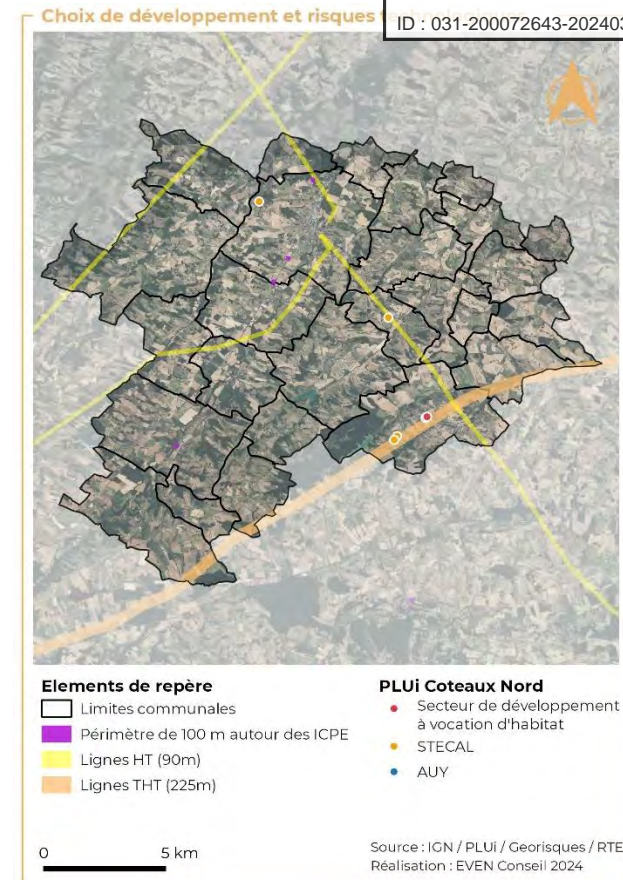 Choix de développement et risques
ID : 031-200072643-202403
Elements de repère
Limites communales
Périmètre de 100 m autour des ICPE
Lignes HT (90m)
Lignes THT (225m)
0
5 km
PLUi Coteaux Nord
Secteur de développement
à vocation d'habitat
STECAL
AUY
Source : IGN / PLUi / Georisques / RTE
Réalisation : EVEN Conseil 2024